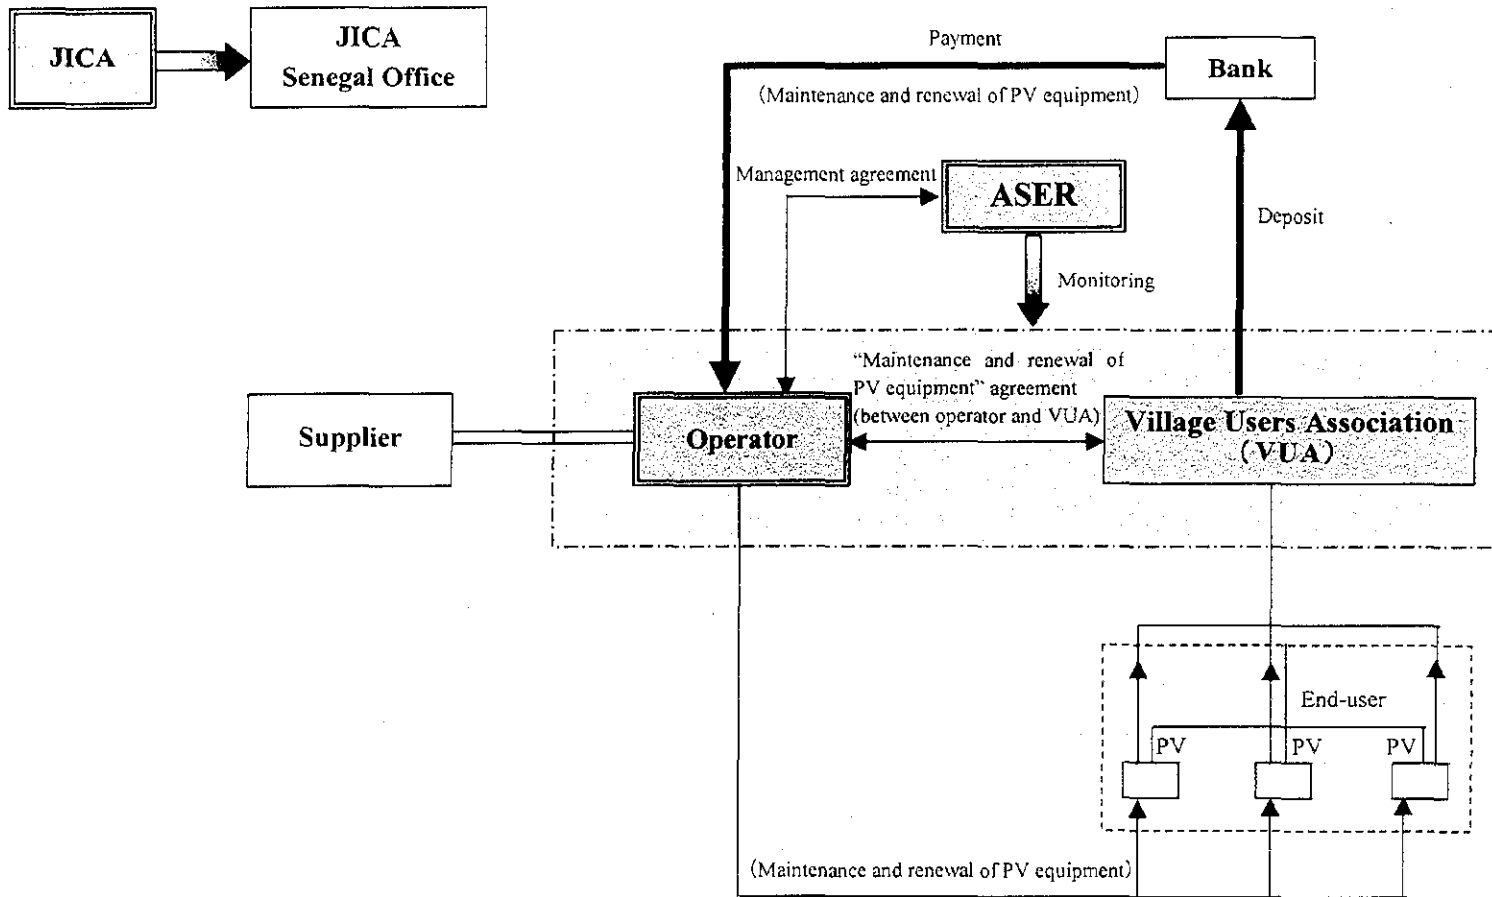 JICA
JICA
Senegal Office
Payment
Bank
(Maintenance and renewal of PV equipment)
Management agreement
ASER
Deposit
Monitoring
“Maintenance and renewal of
PV equipment” agreement
(between operator and VUA)
Supplier
Operator
Village Users Association
(VUA)
End-user
PV
PV
PV
(Maintenance and renewal of PV equipment)